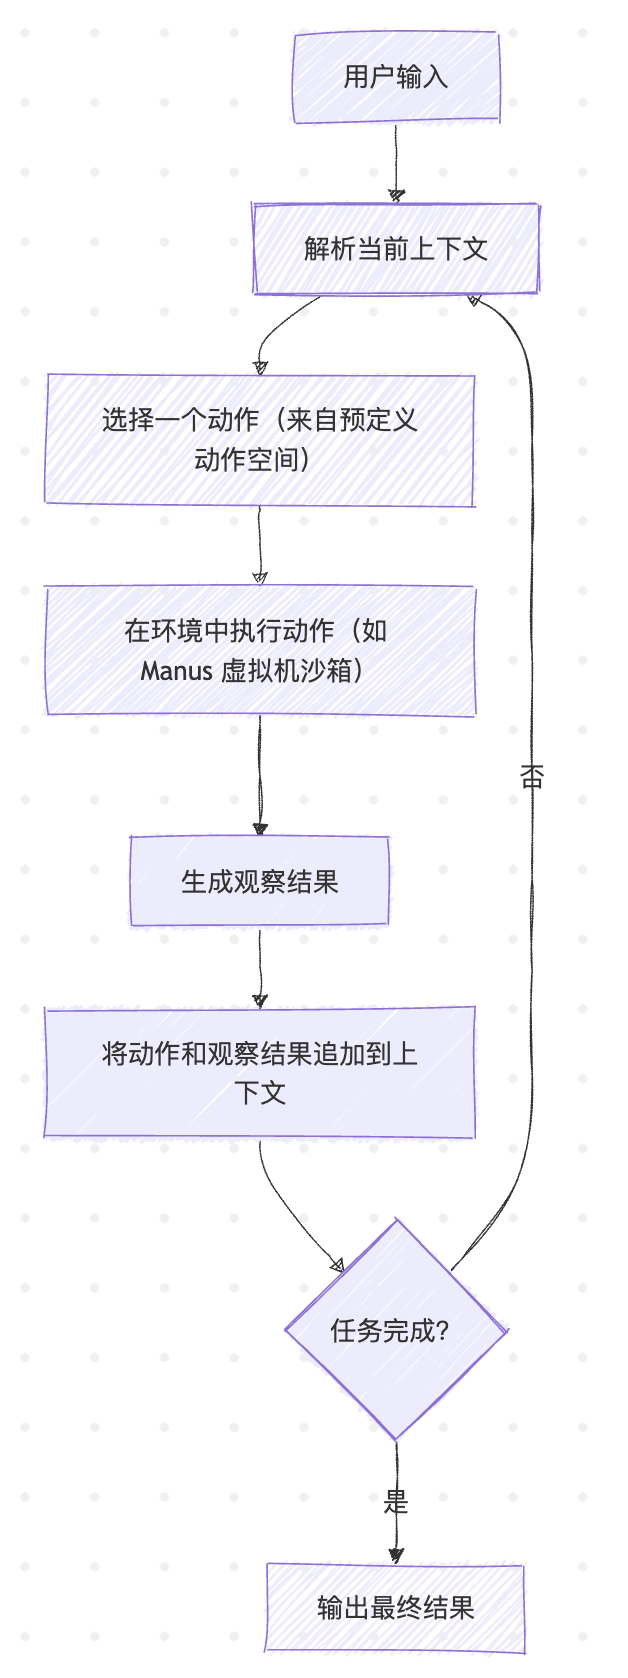 用户输入
解析当前上下文
选择一个动作（来自预定义
动作空间）
在环境中执行动作（如
Manus 虚拟机沙箱）
否
生成观察结果
将动作和观察结果追加到上
下文
任务完成?
是
输出最终结果